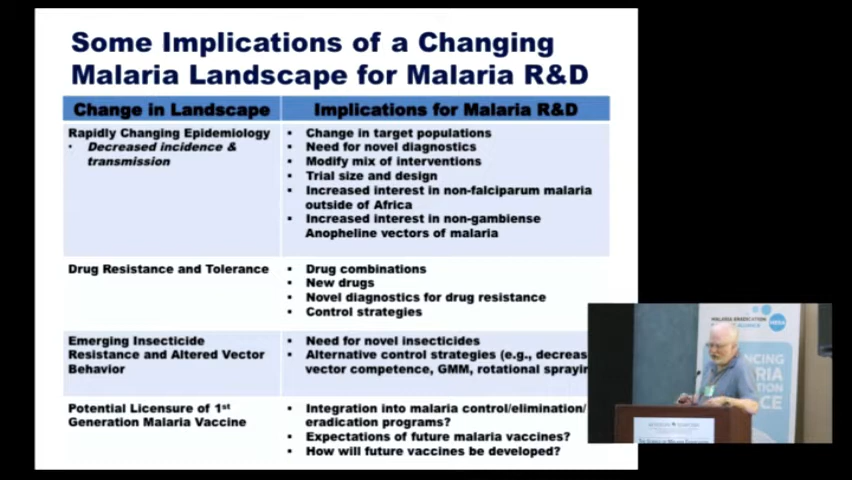 Some Implications of a Changing
Malaria Landscape for Malaria R&D
Change in Landscape
Implications for Malaria R&D
Rapidly Changing Epidemiology
• Decreased incidence &
transmission
▪ Change in target populations
▪ Need for novel diagnostics
▪ Modify mix of interventions
▪ Trial size and design
▪ Increased interest in non-falciparum malaria
outside of Africa
▪ Increased interest in non-gambiense
Anopheline vectors of malaria
Drug Resistance and Tolerance
▪ Drug combinations
▪ New drugs
▪ Novel diagnostics for drug resistance
▪ Control strategies
Emerging Insecticide
Resistance and Altered Vector
Behavior
▪ Need for novel insecticides
▪ Alternative control strategies (e.g., decreas
vector competence, GMM, rotational sprayin
Potential Licensure of 1st
Generation Malaria Vaccine
▪ Integration into malaria control/elimination/
eradication programs?
▪ Expectations of future malaria vaccines?
▪ How will future vaccines be developed?
MALARIA ERADICATION
ALLIANCE
MESA
NCING
ARIA
TION
NCE